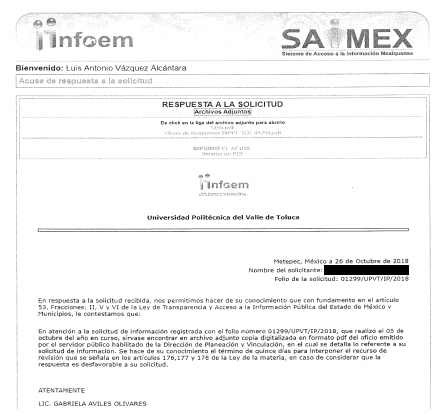 infoem
SAIMEX
Sistema de Acceso a la Información Mexiquense
Bienvenido: Luis Antonio Vázquez Alcántara
Acuse de respuesta a la solicitud
RESPUESTA A LA SOLICITUD
Archivos Adjuntos
De click en la liga del archivo adjunto para abrirlo
1299.pdf
IMPRIMIR EL ACUSE
Versión en PDF
infoem
Universidad Politécnica del Valle de Toluca
Metepec, México a 26 de Octubre de 2018
Nombre del solicitante:
Folio de la solicitud: 01299/UPVT/IP/2018
En respuesta a la solicitud recibida, nos permitimos hacer de su conocimiento que con fundamento en el artículo
53, Fracciones: II, V y VI de la Ley de Transparencia y Acceso a la Información Pública del Estado de México y
Municipios, le contestamos que:
En atención a la solicitud de información registrada con el folio número 01299/UPVT/IP/2018, que realizó el 05 de
octubre del año en curso, sírvase encontrar en archivo adjunto copia digitalizada en formato pdf del oficio emitido
por el servidor público habilitado de la Dirección de Planeación y Vinculación, en el cual se detalla lo referente a su
solicitud de información. Se hace de su conocimiento el término de quince días para interponer el recurso de
revisión que se señala en los artículos 176,177 y 178 de la Ley de la materia, en caso de considerar que la
respuesta es desfavorable a su solicitud.
ATENTAMENTE
LIC. GABRIELA AVILES OLIVARES